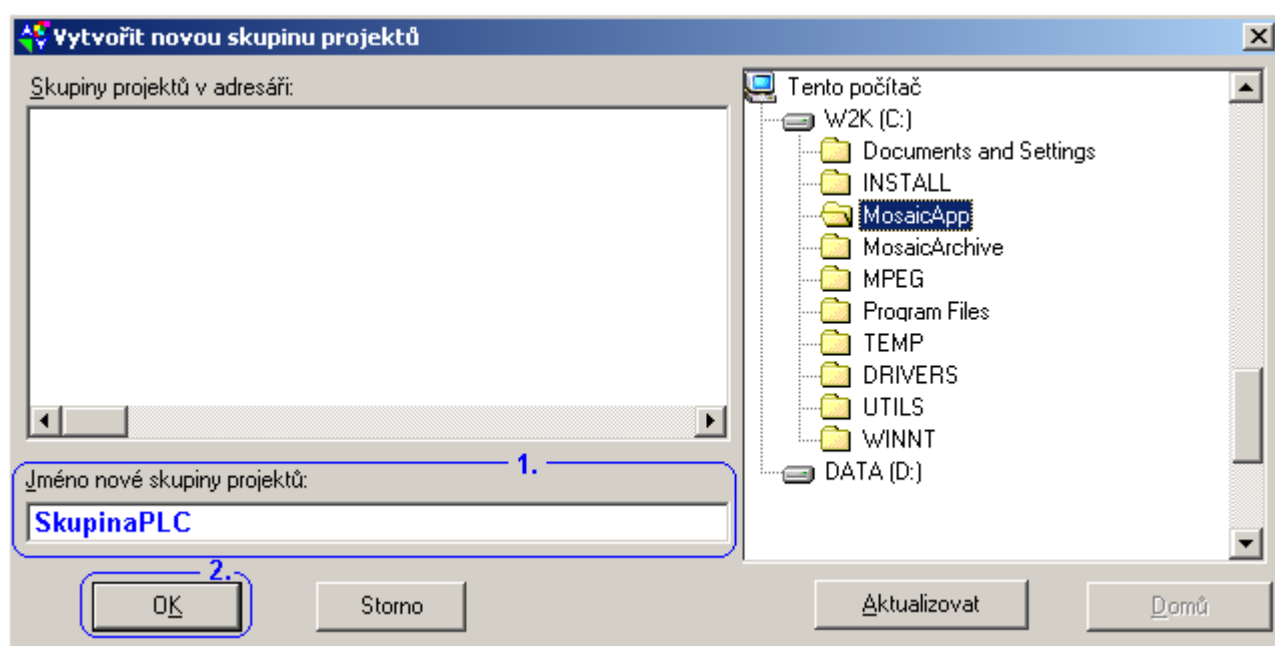 Vytvořit novou skupinu projektů
Skupiny projektů v adresáři:
Tento počítač
W2K (C:)
Documents and Settings
INSTALL
MosaicApp
MosaicArchive
MPEG
Program Files
TEMP
DRIVERS
UTILS
WINNT
DATA (D:)
1.
Jméno nové skupiny projektů:
SkupinaPLC
2.
OK
Storno
Aktualizovat
Domů